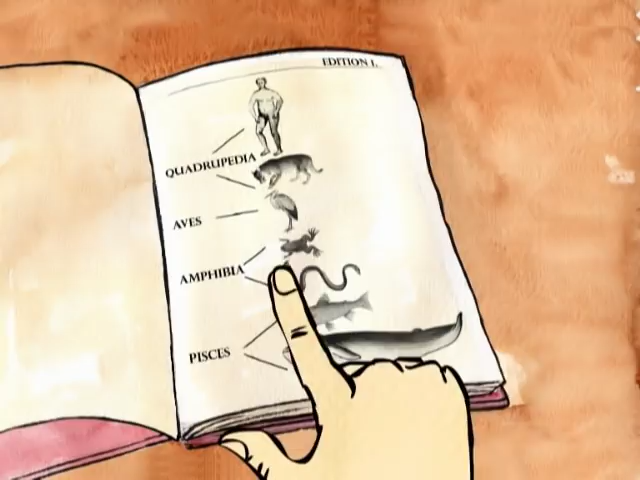 EDITION I.
QUADRUPEDIA
AVES
AMPHIBIA
PISCES